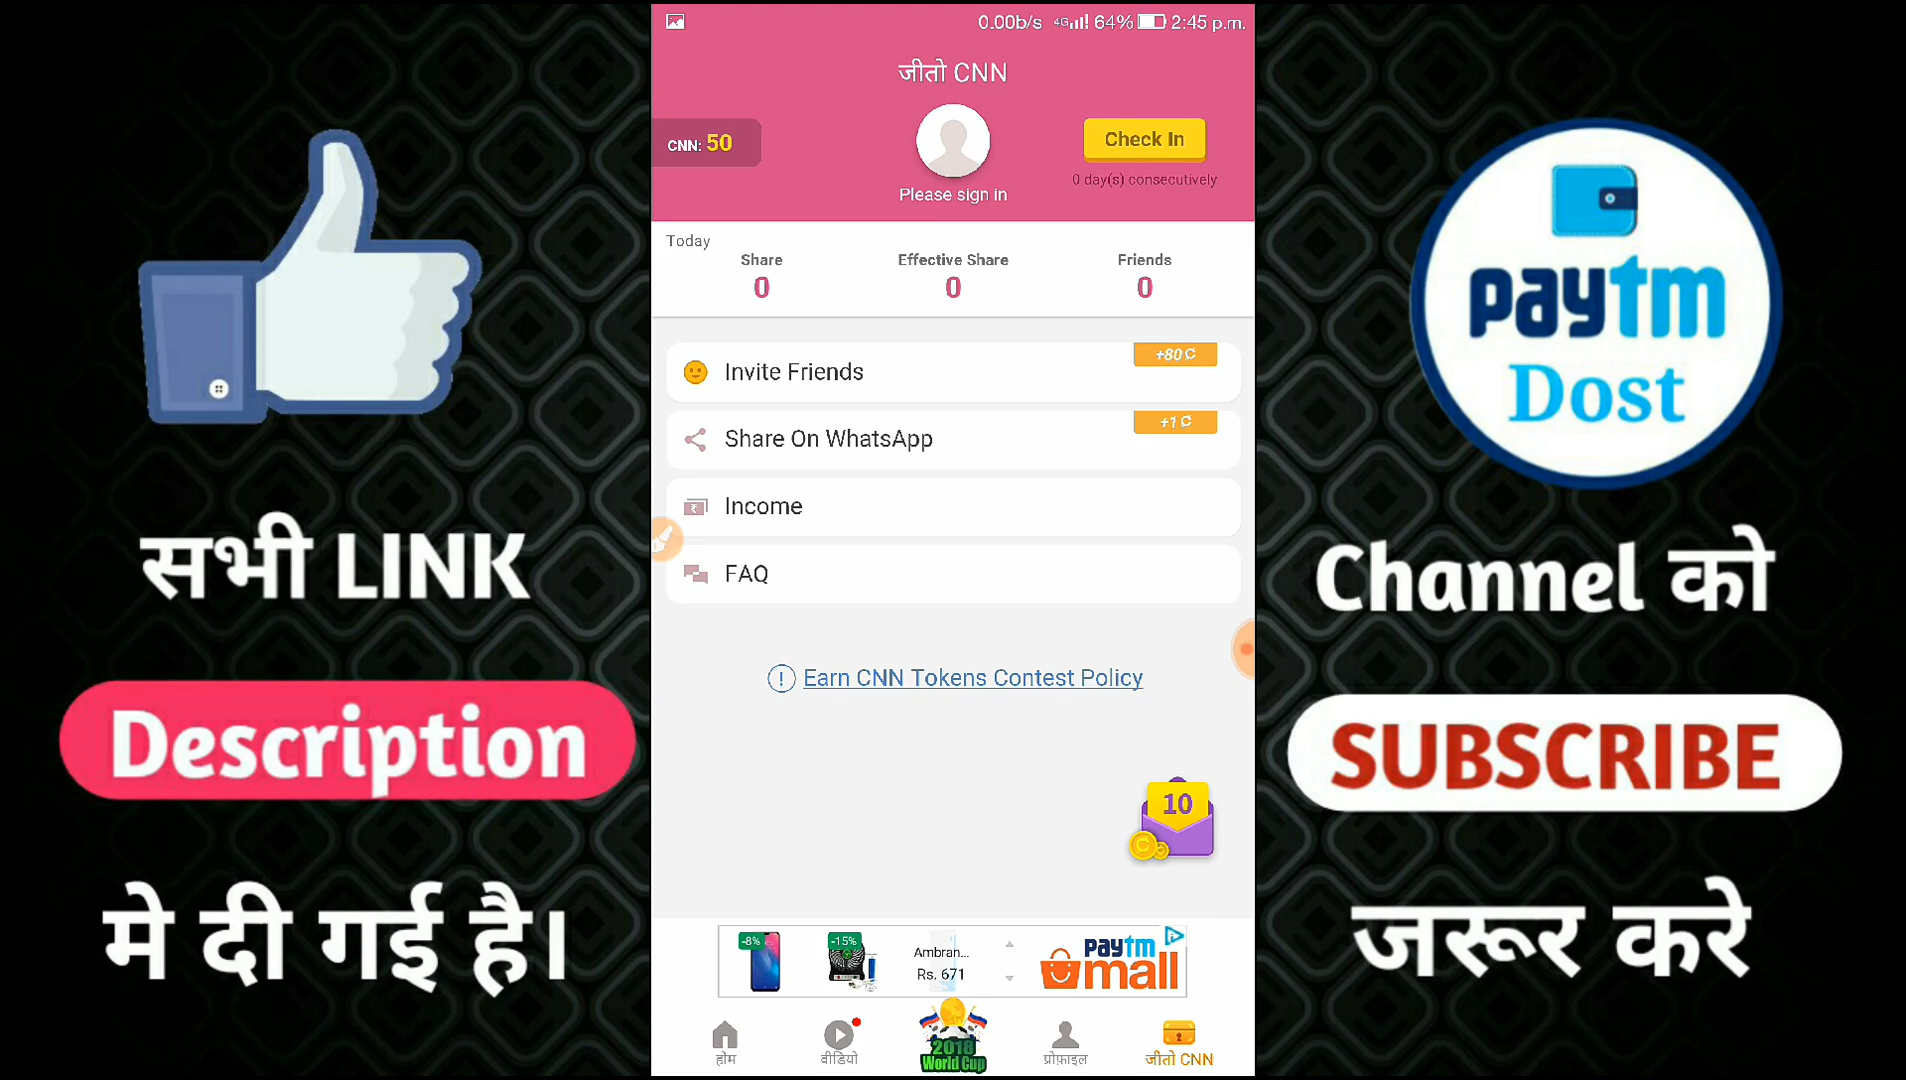 0.00b/s 4G 64% 2:45 p.m.
जीतो CNN
CNN: 50
Check In
0 day(s) consecutively
Please sign in
Today
Share
Effective Share
Friends
0
0
0
Invite Friends
+80
Share On WhatsApp
+1
Income
FAQ
Earn CNN Tokens Contest Policy
10
-8%
-15%
Ambran...
Rs. 671
paytm
mall
होम
वीडियो
2018
World Cup
प्रोफ़ाइल
जीतो CNN
सभी LINK
Description
मे दी गई है।
paytm
Dost
Channel को
SUBSCRIBE
जरूर करे